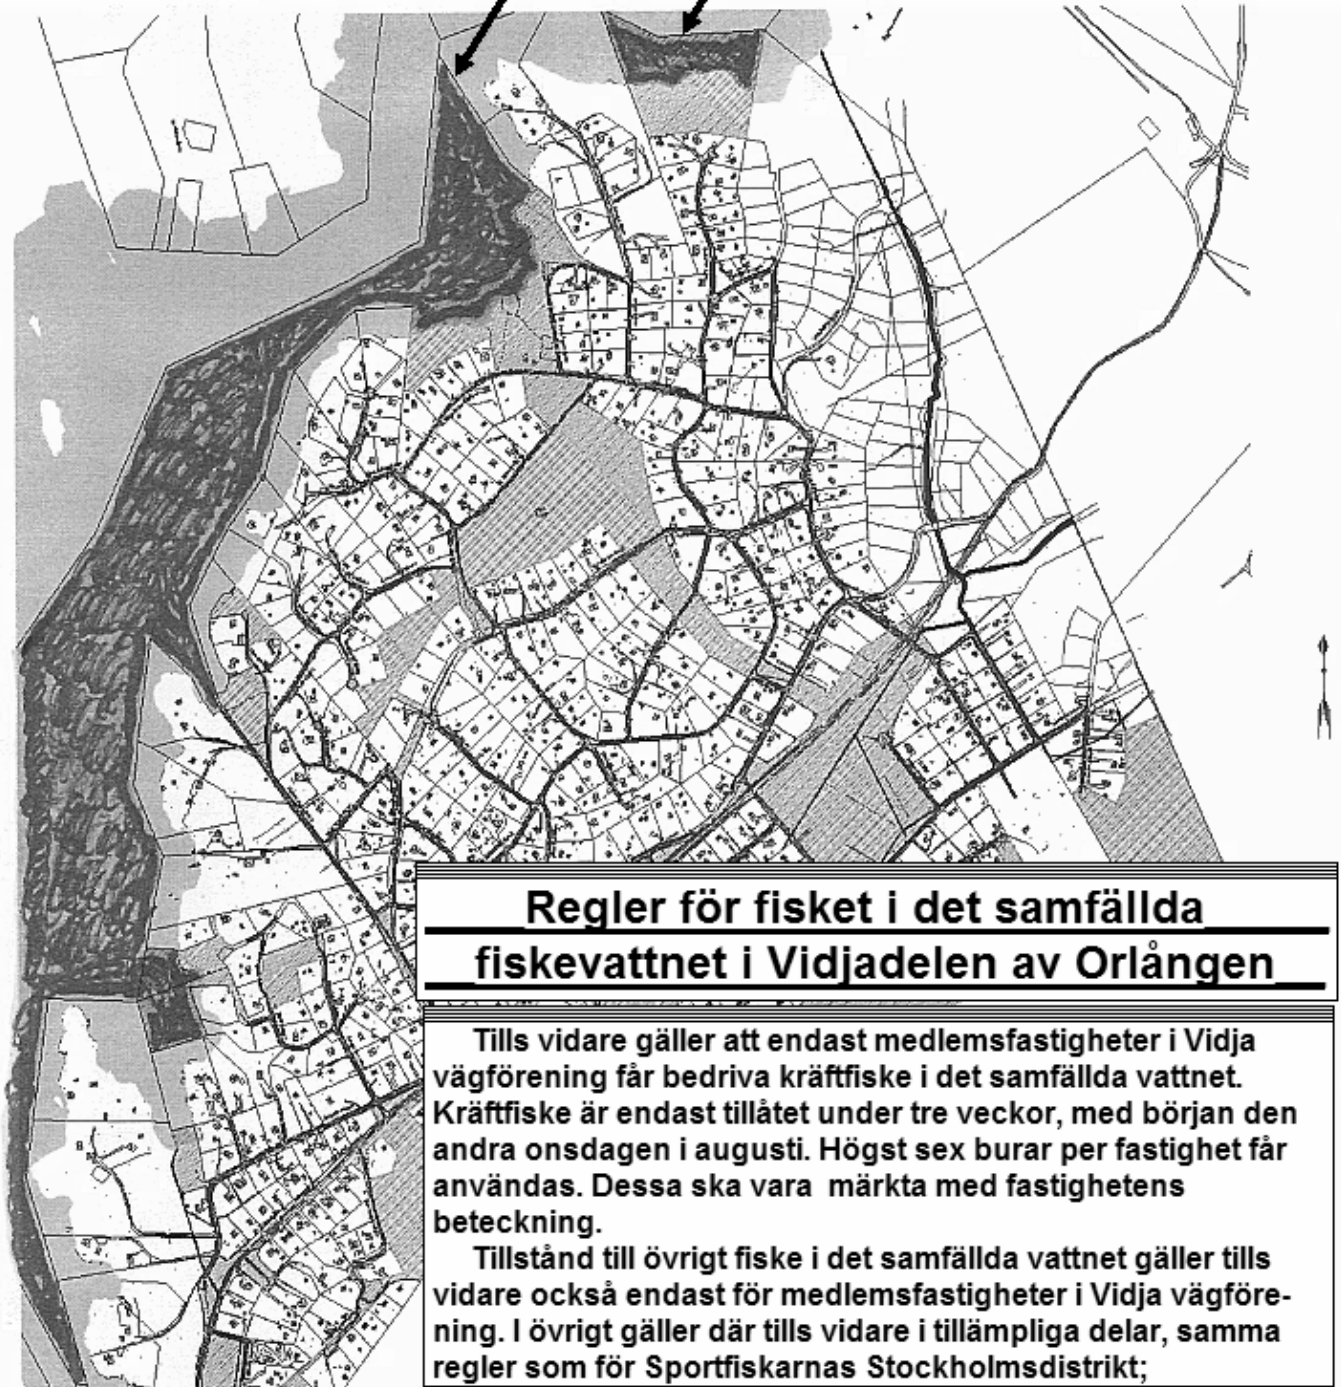 Regler för fisket i det samfällda
fiskevattnet i Vidjadelen av Orlången
Tills vidare gäller att endast medlemsfastigheter i Vidja
vägförening får bedriva kräftfiske i det samfällda vattnet.
Kräftfiske är endast tillåtet under tre veckor, med början den
andra onsdagen i augusti. Högst sex burar per fastighet får
användas. Dessa ska vara märkta med fastighetens
beteckning.
Tillstånd till övrigt fiske i det samfällda vattnet gäller tills
vidare också endast för medlemsfastigheter i Vidja vägföre-
ning. I övrigt gäller där tills vidare i tillämpliga delar, samma
regler som för Sportfiskarnas Stockholmsdistrikt;